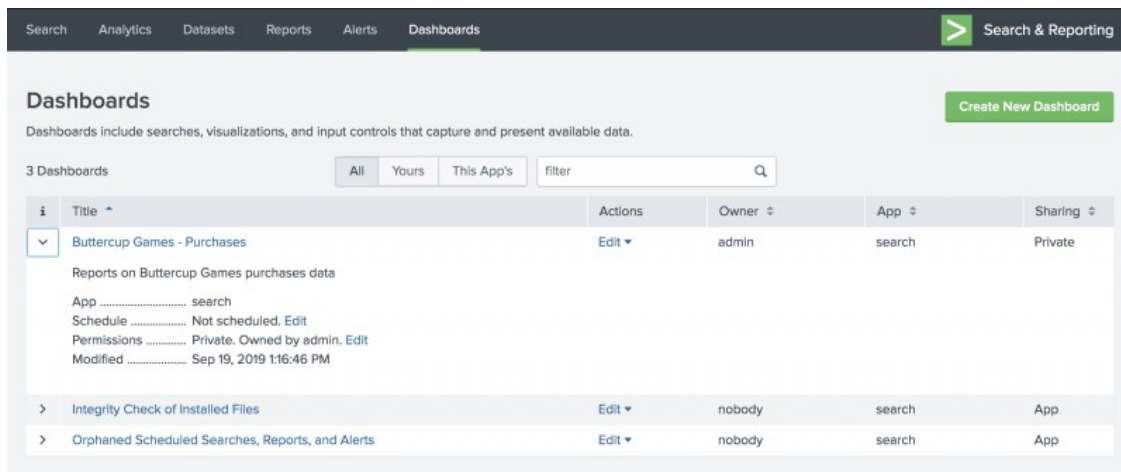 Search Analytics Datasets Reports Alerts Dashboards Search & Reporting
Dashboards
Create New Dashboard
Dashboards include searches, visualizations, and input controls that capture and present available data.
3 Dashboards All Yours This App's filter
i Title Actions Owner App Sharing
Buttercup Games - Purchases Edit admin search Private
Reports on Buttercup Games purchases data
App ............................. search
Schedule ................... Not scheduled. Edit
Permissions .............. Private. Owned by admin. Edit
Modified .................... Sep 19, 2019 1:16:46 PM
Integrity Check of Installed Files Edit nobody search App
Orphaned Scheduled Searches, Reports, and Alerts Edit nobody search App